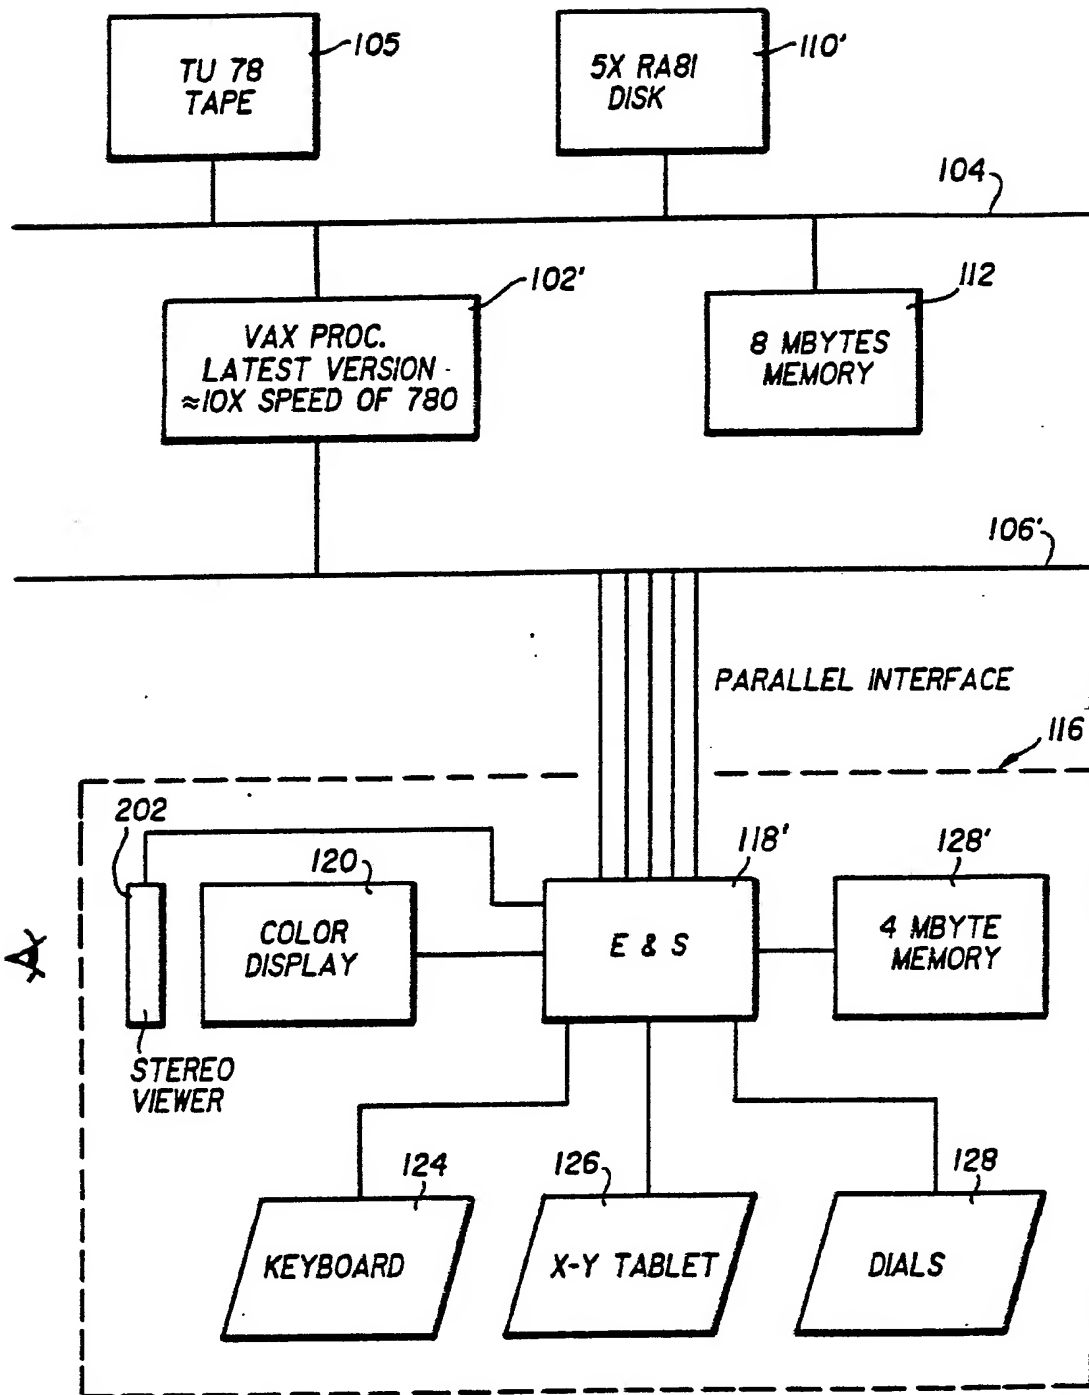 105
TU 78
TAPE
110'
5X RA81
DISK
104
102'
VAX PROC.
LATEST VERSION
≈10X SPEED OF 780
112
8 MBYTES
MEMORY
106'
PARALLEL INTERFACE
116
202
120
COLOR
DISPLAY
118'
E & S
128'
4 MBYTE
MEMORY
STEREO
VIEWER
124
KEYBOARD
126
X-Y TABLET
128
DIALS